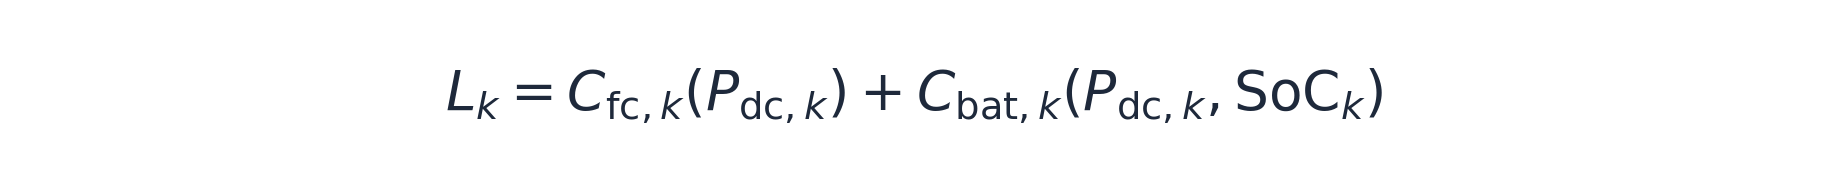 L_k = C_{fc,k}(P_{dc,k}) + C_{bat,k}(P_{dc,k}, SoC_k)